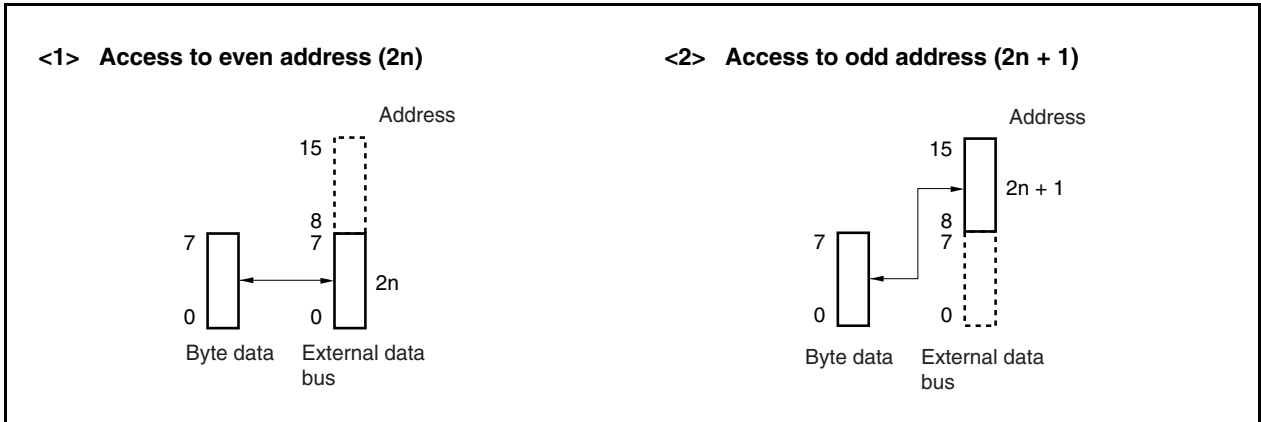 <1> Access to even address (2n)
Address
15
8
7
7
2n
0
0
Byte data
External data
bus
<2> Access to odd address (2n + 1)
Address
15
2n + 1
8
7
7
0
0
Byte data
External data
bus